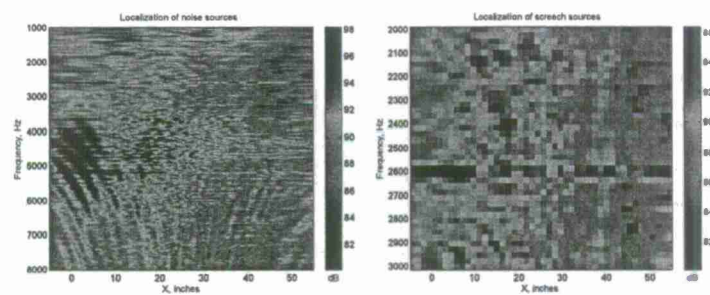 Localization of noise sources
1000
2000
3000
4000
5000
6000
7000
8000
Frequency, Hz
0 10 20 30 40 50
X, inches
98
96
94
92
90
88
86
84
82
dB
Localization of screech sources
2000
2100
2200
2300
2400
2500
2600
2700
2800
2900
3000
Frequency, Hz
0 10 20 30 40 50
X, inches
dB